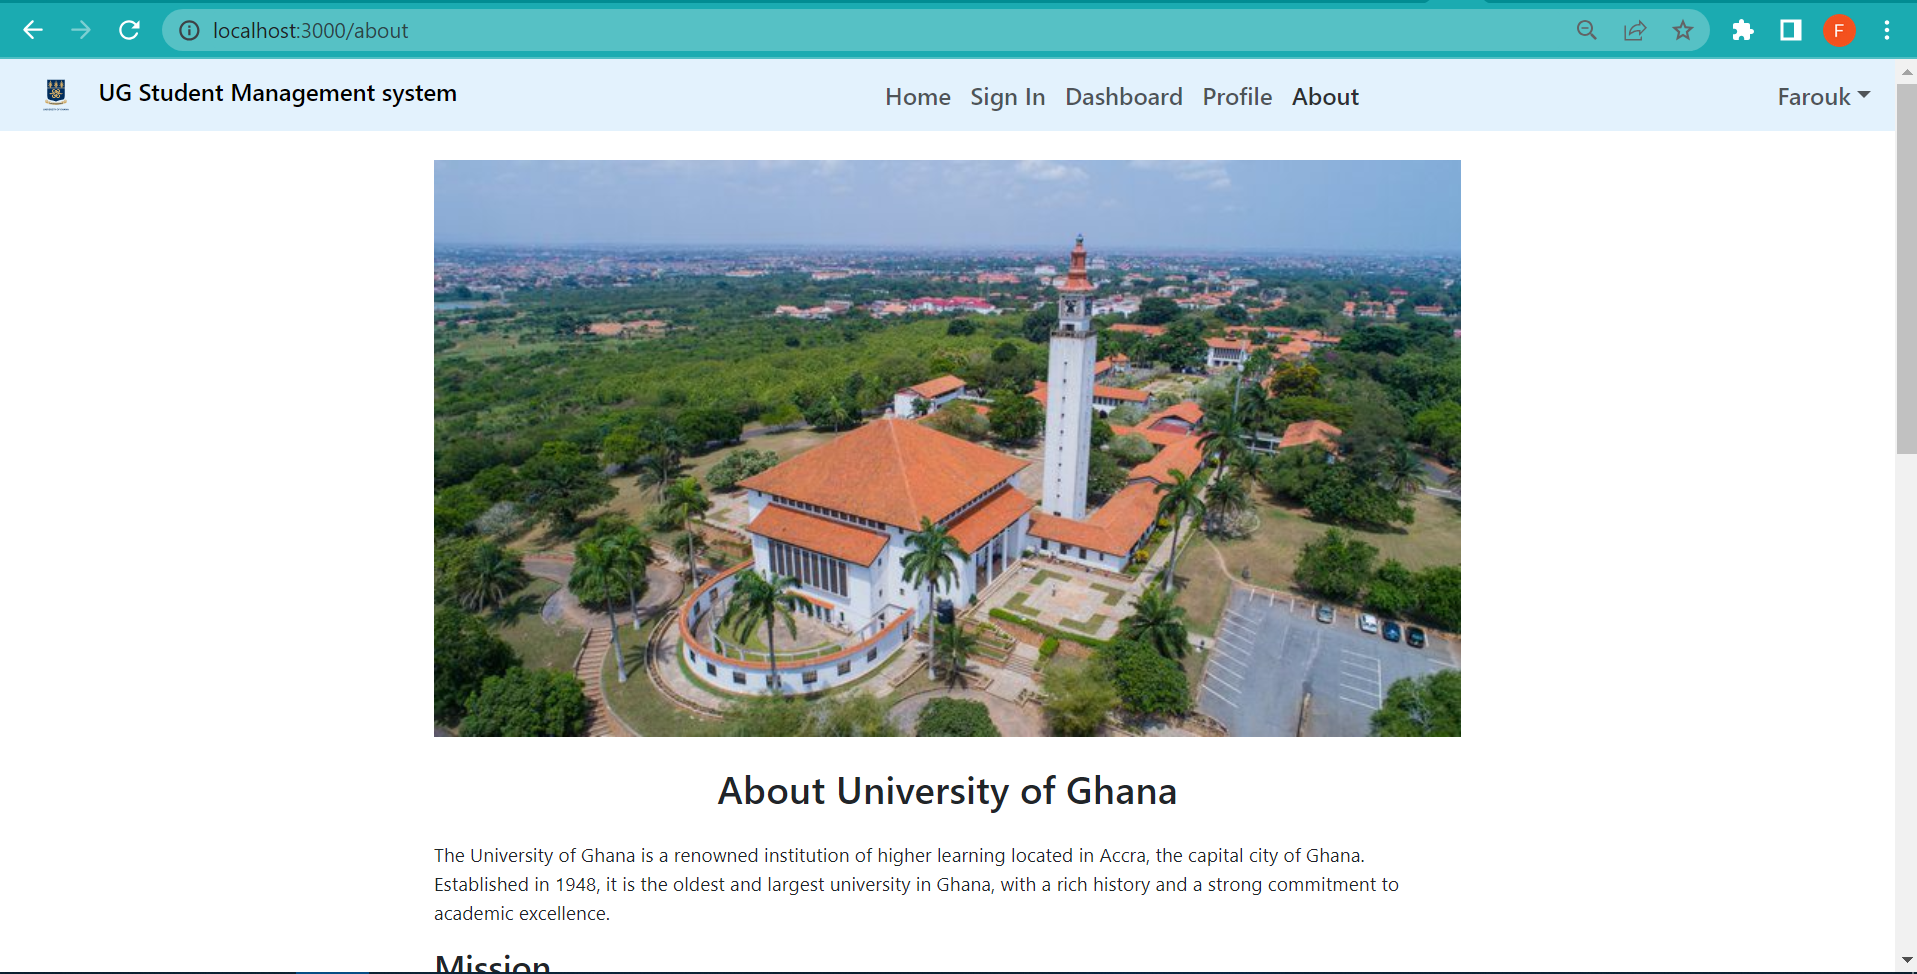 localhost:3000/about
F
UG Student Management system
Home Sign In Dashboard Profile About
Farouk
About University of Ghana
The University of Ghana is a renowned institution of higher learning located in Accra, the capital city of Ghana.
Established in 1948, it is the oldest and largest university in Ghana, with a rich history and a strong commitment to
academic excellence.
Mission